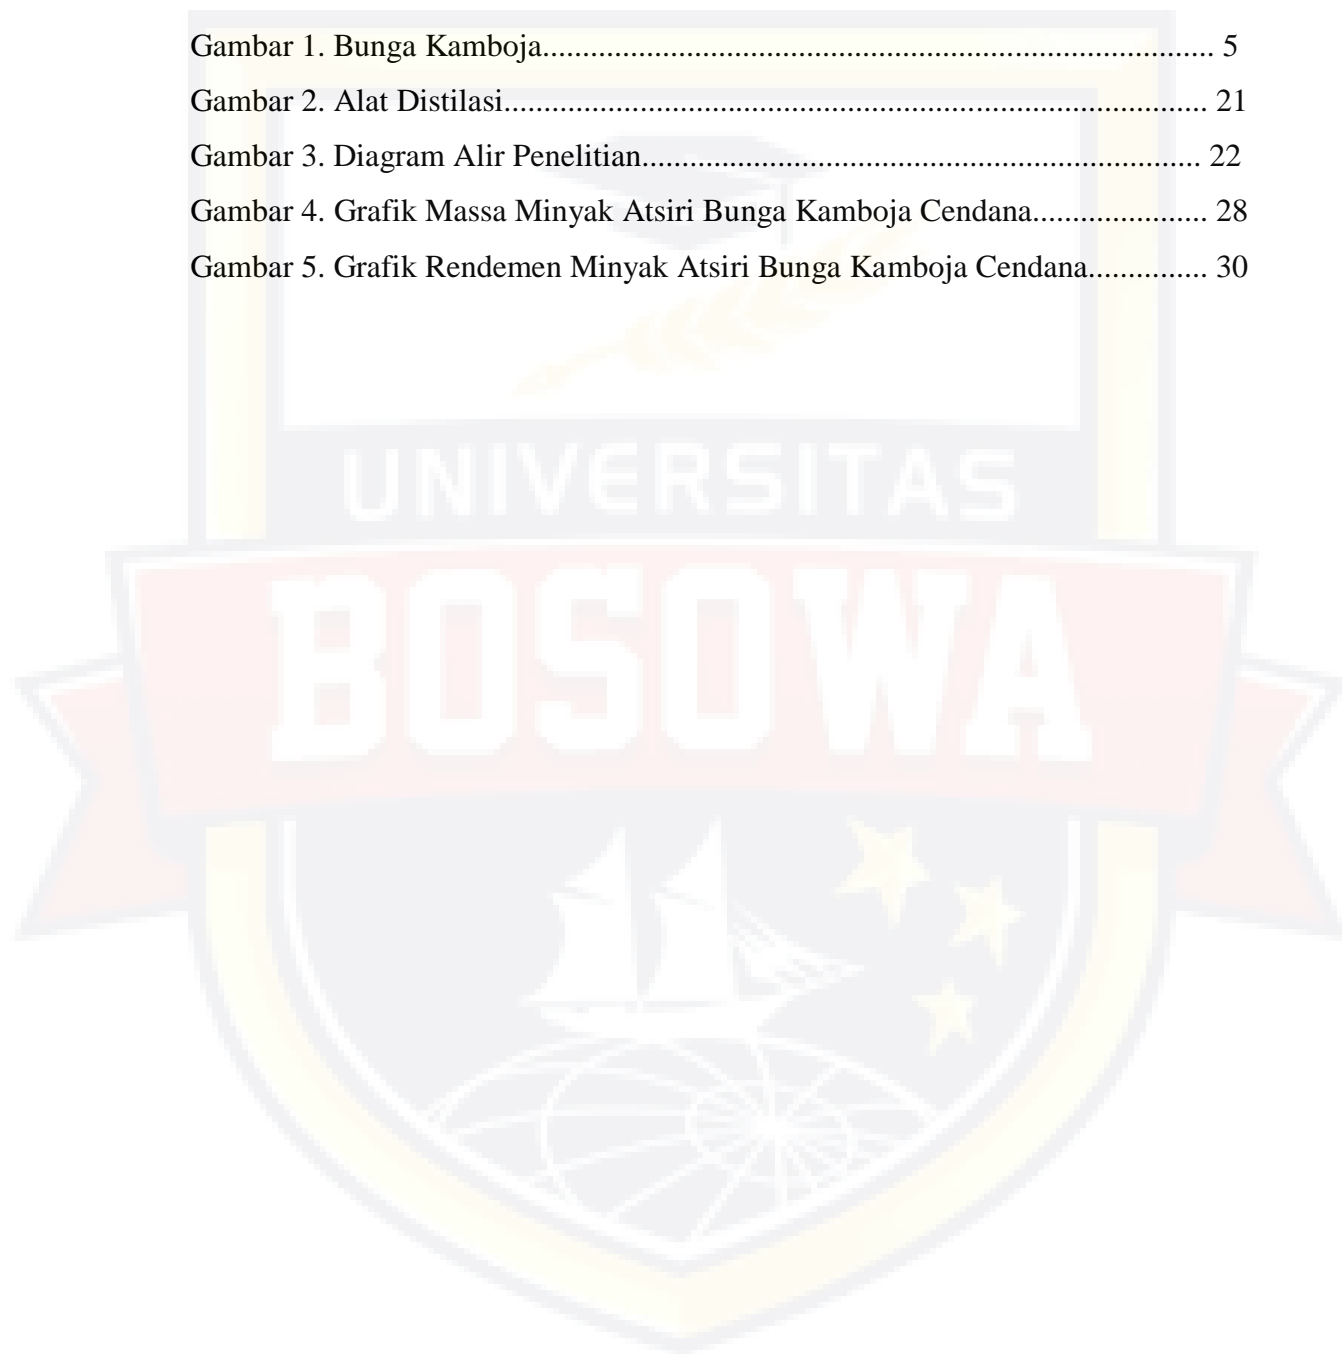 Gambar 1. Bunga Kamboja.................................................................................... 5
Gambar 2. Alat Distilasi........................................................................................ 21
Gambar 3. Diagram Alir Penelitian...................................................................... 22
Gambar 4. Grafik Massa Minyak Atsiri Bunga Kamboja Cendana...................... 28
Gambar 5. Grafik Rendemen Minyak Atsiri Bunga Kamboja Cendana............... 30
UNIVERSITAS
BOSOWA